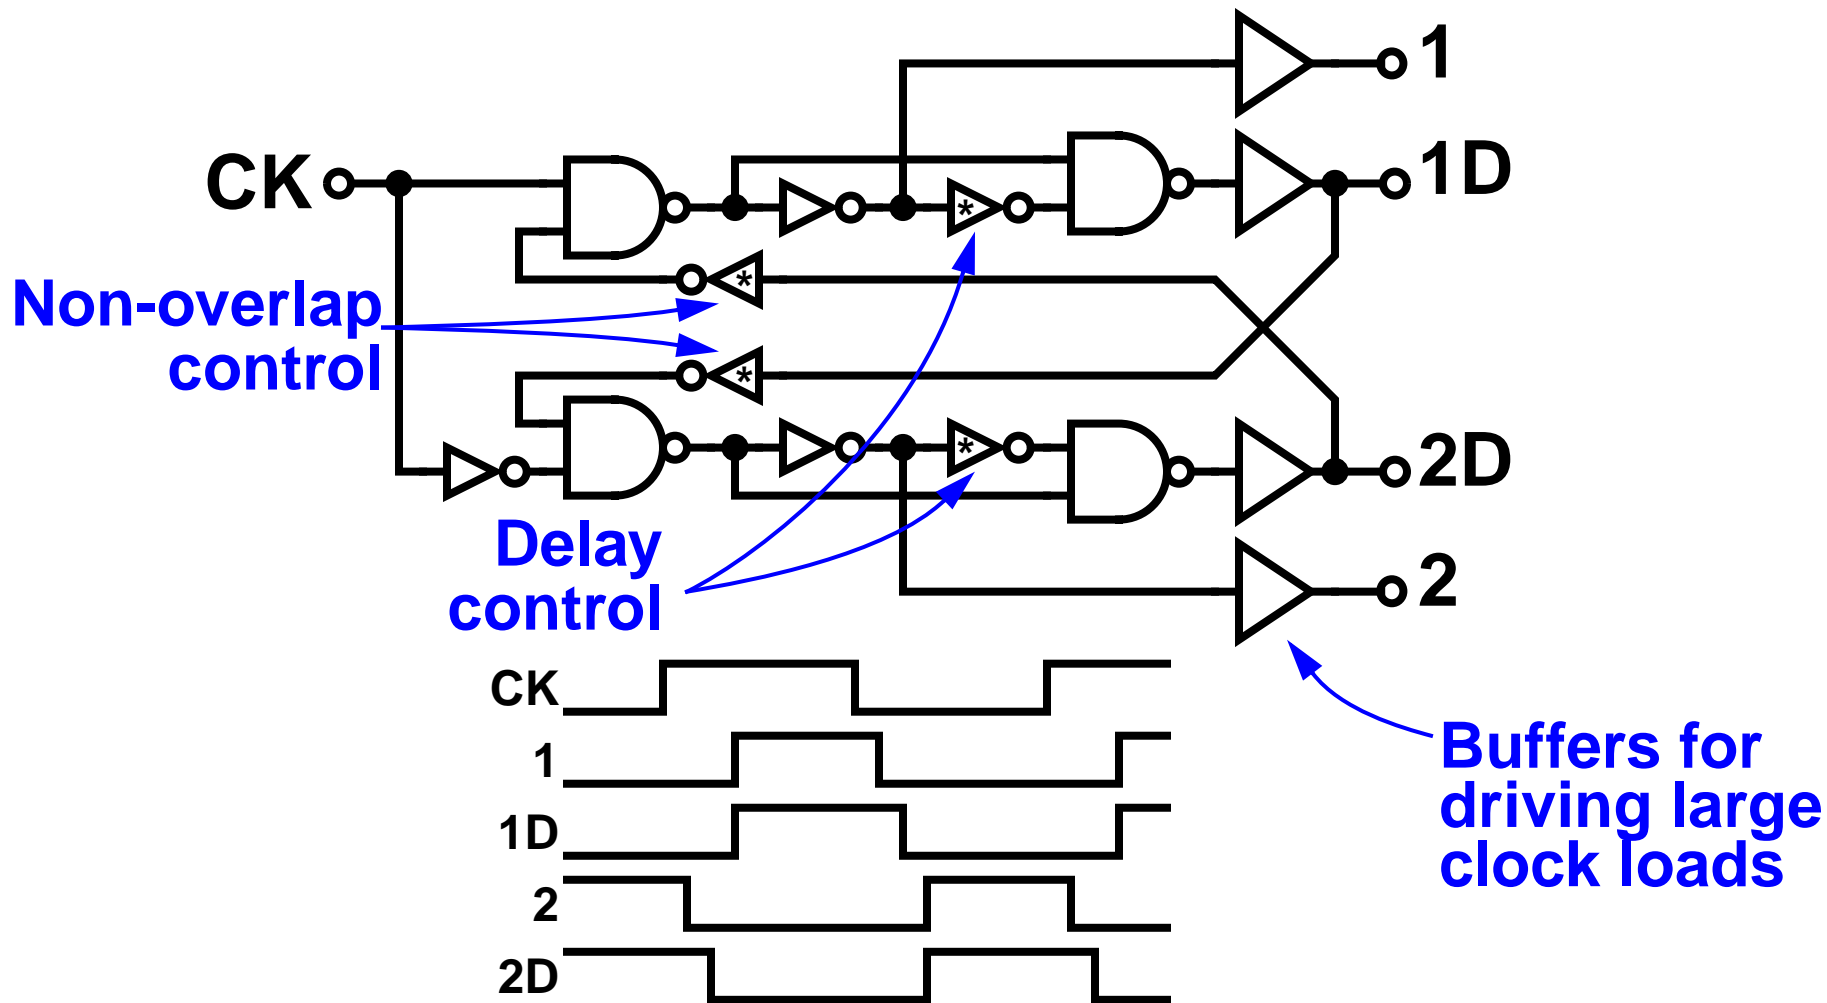 1
CK
1D
*
*
Non-overlap
control
*
*
2D
Delay
control
2
CK
1
1D
2
2D
Buffers for
driving large
clock loads